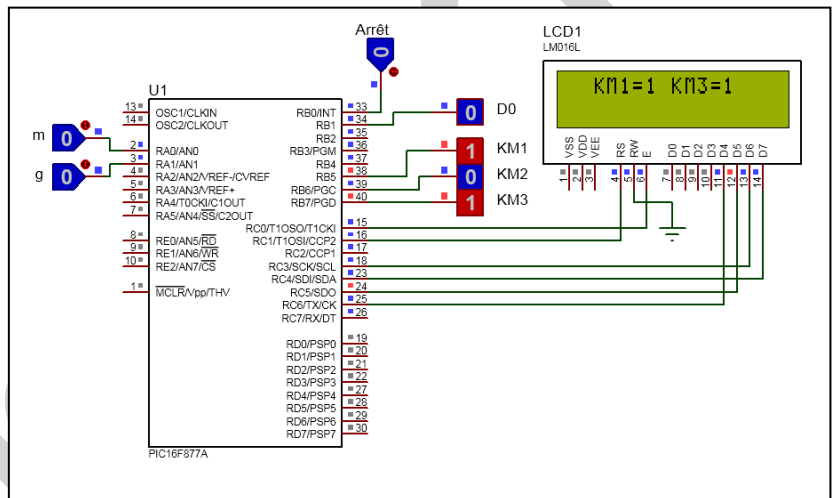 Arrêt
0
LCD1
LM016L
KM1=1 KM3=1
VSS
VDD
VEE
RS
RW
E
D0
D1
D2
D3
D4
D5
D6
D7
1
2
3
4
5
6
7
8
9
10
11
12
13
14
U1
m 0
g 0
13 OSC1/CLKIN
14 OSC2/CLKOUT
2 RA0/AN0
3 RA1/AN1
4 RA2/AN2/VREF-/CVREF
5 RA3/AN3/VREF+
6 RA4/T0CKI/C1OUT
7 RA5/AN4/SS/C2OUT
8 RE0/AN5/RD
9 RE1/AN6/WR
10 RE2/AN7/CS
1 MCLR/Vpp/THV
RB0/INT 33
RB1 34
RB2 35
RB3/PGM 36
RB4 37
RB5 38
RB6/PGC 39
RB7/PGD 40
RC0/T1OSO/T1CKI 15
RC1/T1OSI/CCP2 16
RC2/CCP1 17
RC3/SCK/SCL 18
RC4/SDI/SDA 23
RC5/SDO 24
RC6/TX/CK 25
RC7/RX/DT 26
RD0/PSP0 19
RD1/PSP1 20
RD2/PSP2 21
RD3/PSP3 22
RD4/PSP4 27
RD5/PSP5 28
RD6/PSP6 29
RD7/PSP7 30
0 D0
1 KM1
0 KM2
1 KM3
PIC16F877A